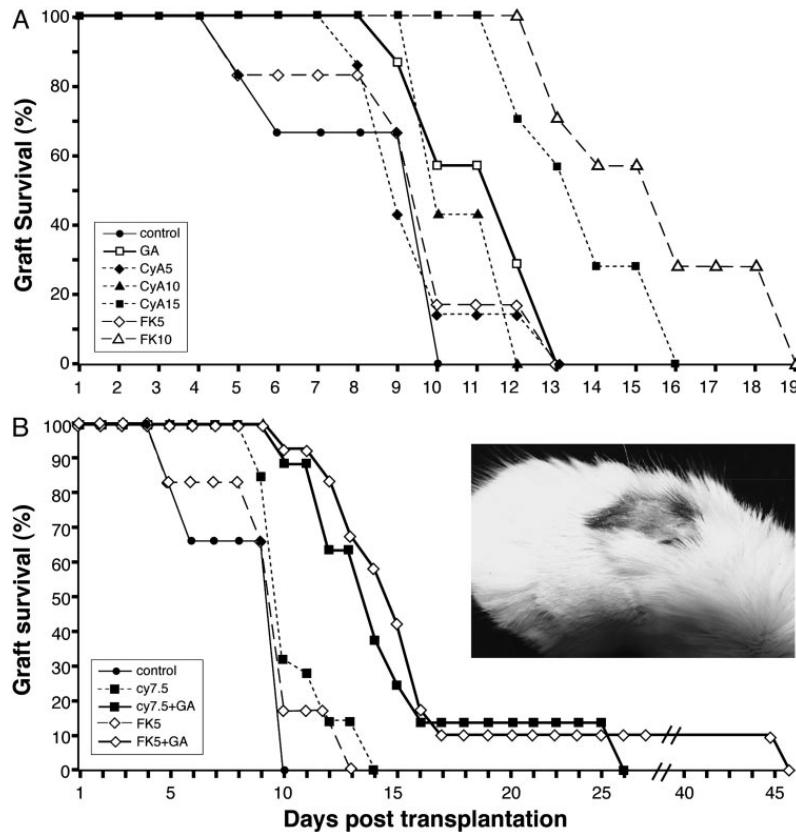 A
Graft Survival (%)
100
80
60
40
20
0
control
GA
CyA5
CyA10
CyA15
FK5
FK10
1 2 3 4 5 6 7 8 9 10 11 12 13 14 15 16 17 18 19
B
Graft survival (%)
100
90
80
70
60
50
40
30
20
10
0
control
cy7.5
cy7.5+GA
FK5
FK5+GA
1 5 10 15 20 25 40 45
Days post transplantation